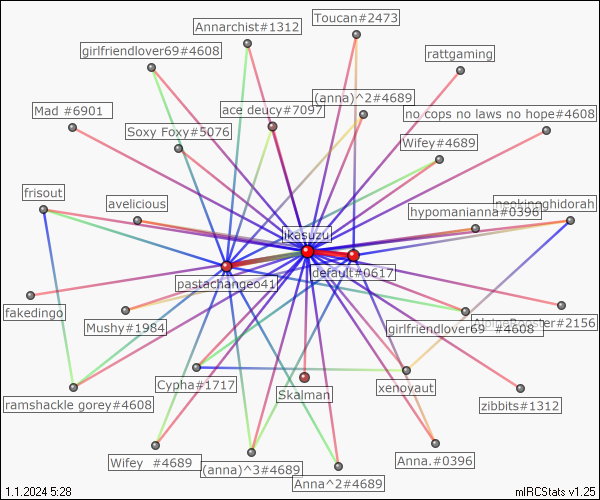 Toucan#2473
Annarchist#1312
girlfriendlover69#4608
rattgaming
(anna)^2#4689
Mad #6901
ace deucy#7097
no cops no laws no hope#4608
Soxy Foxy#5076
Wifey#4689
frisout
avelicious
neokingghidorah
hypomanianna#0396
ikasuzu
default#0617
pastachangeo41
fakedingo
Mushy#1984
girlfriendlover69 #4608
#2156
Cypha#1717
xenoyaut
Skalman
ramshackle gorey#4608
zibbits#1312
Wifey #4689
(anna)^3#4689
Anna.#0396
Anna^2#4689
1.1.2024 5:28
mIRCStats v1.25